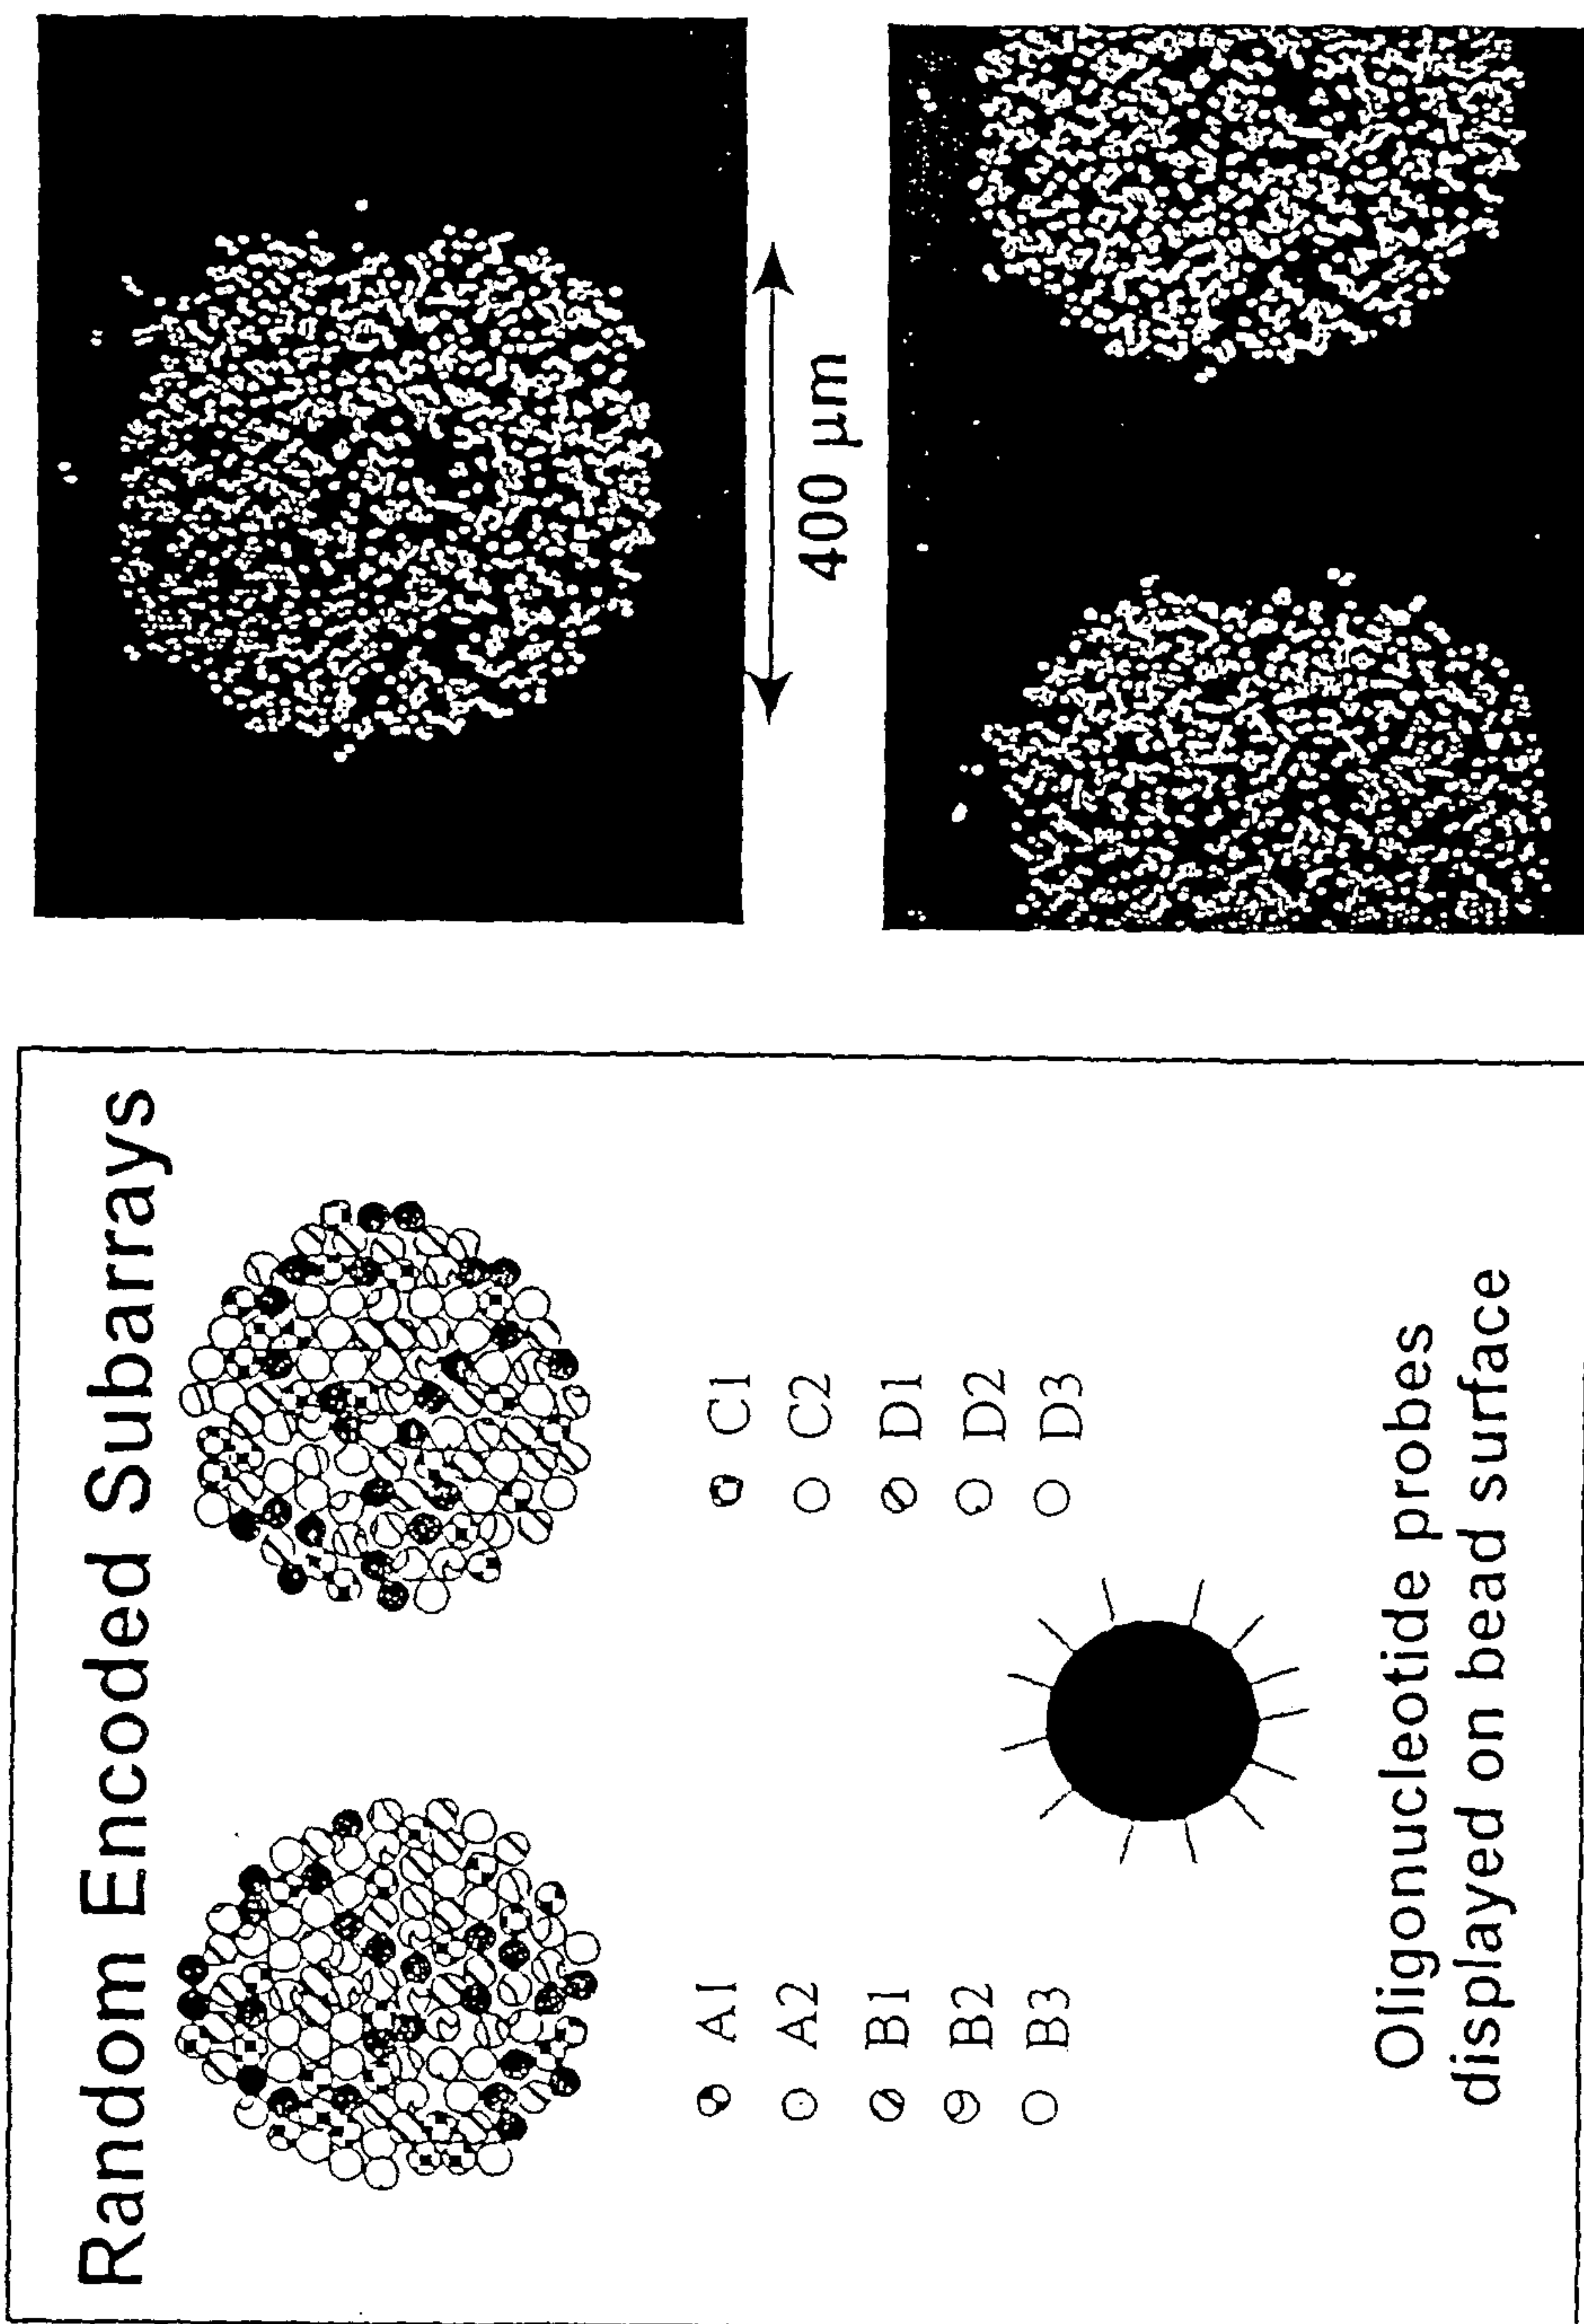 Random Encoded Subarrays
A1
A2
B1
B2
B3
C1
C2
D1
D2
D3
Oligonucleotide probes
displayed on bead surface
400 µm